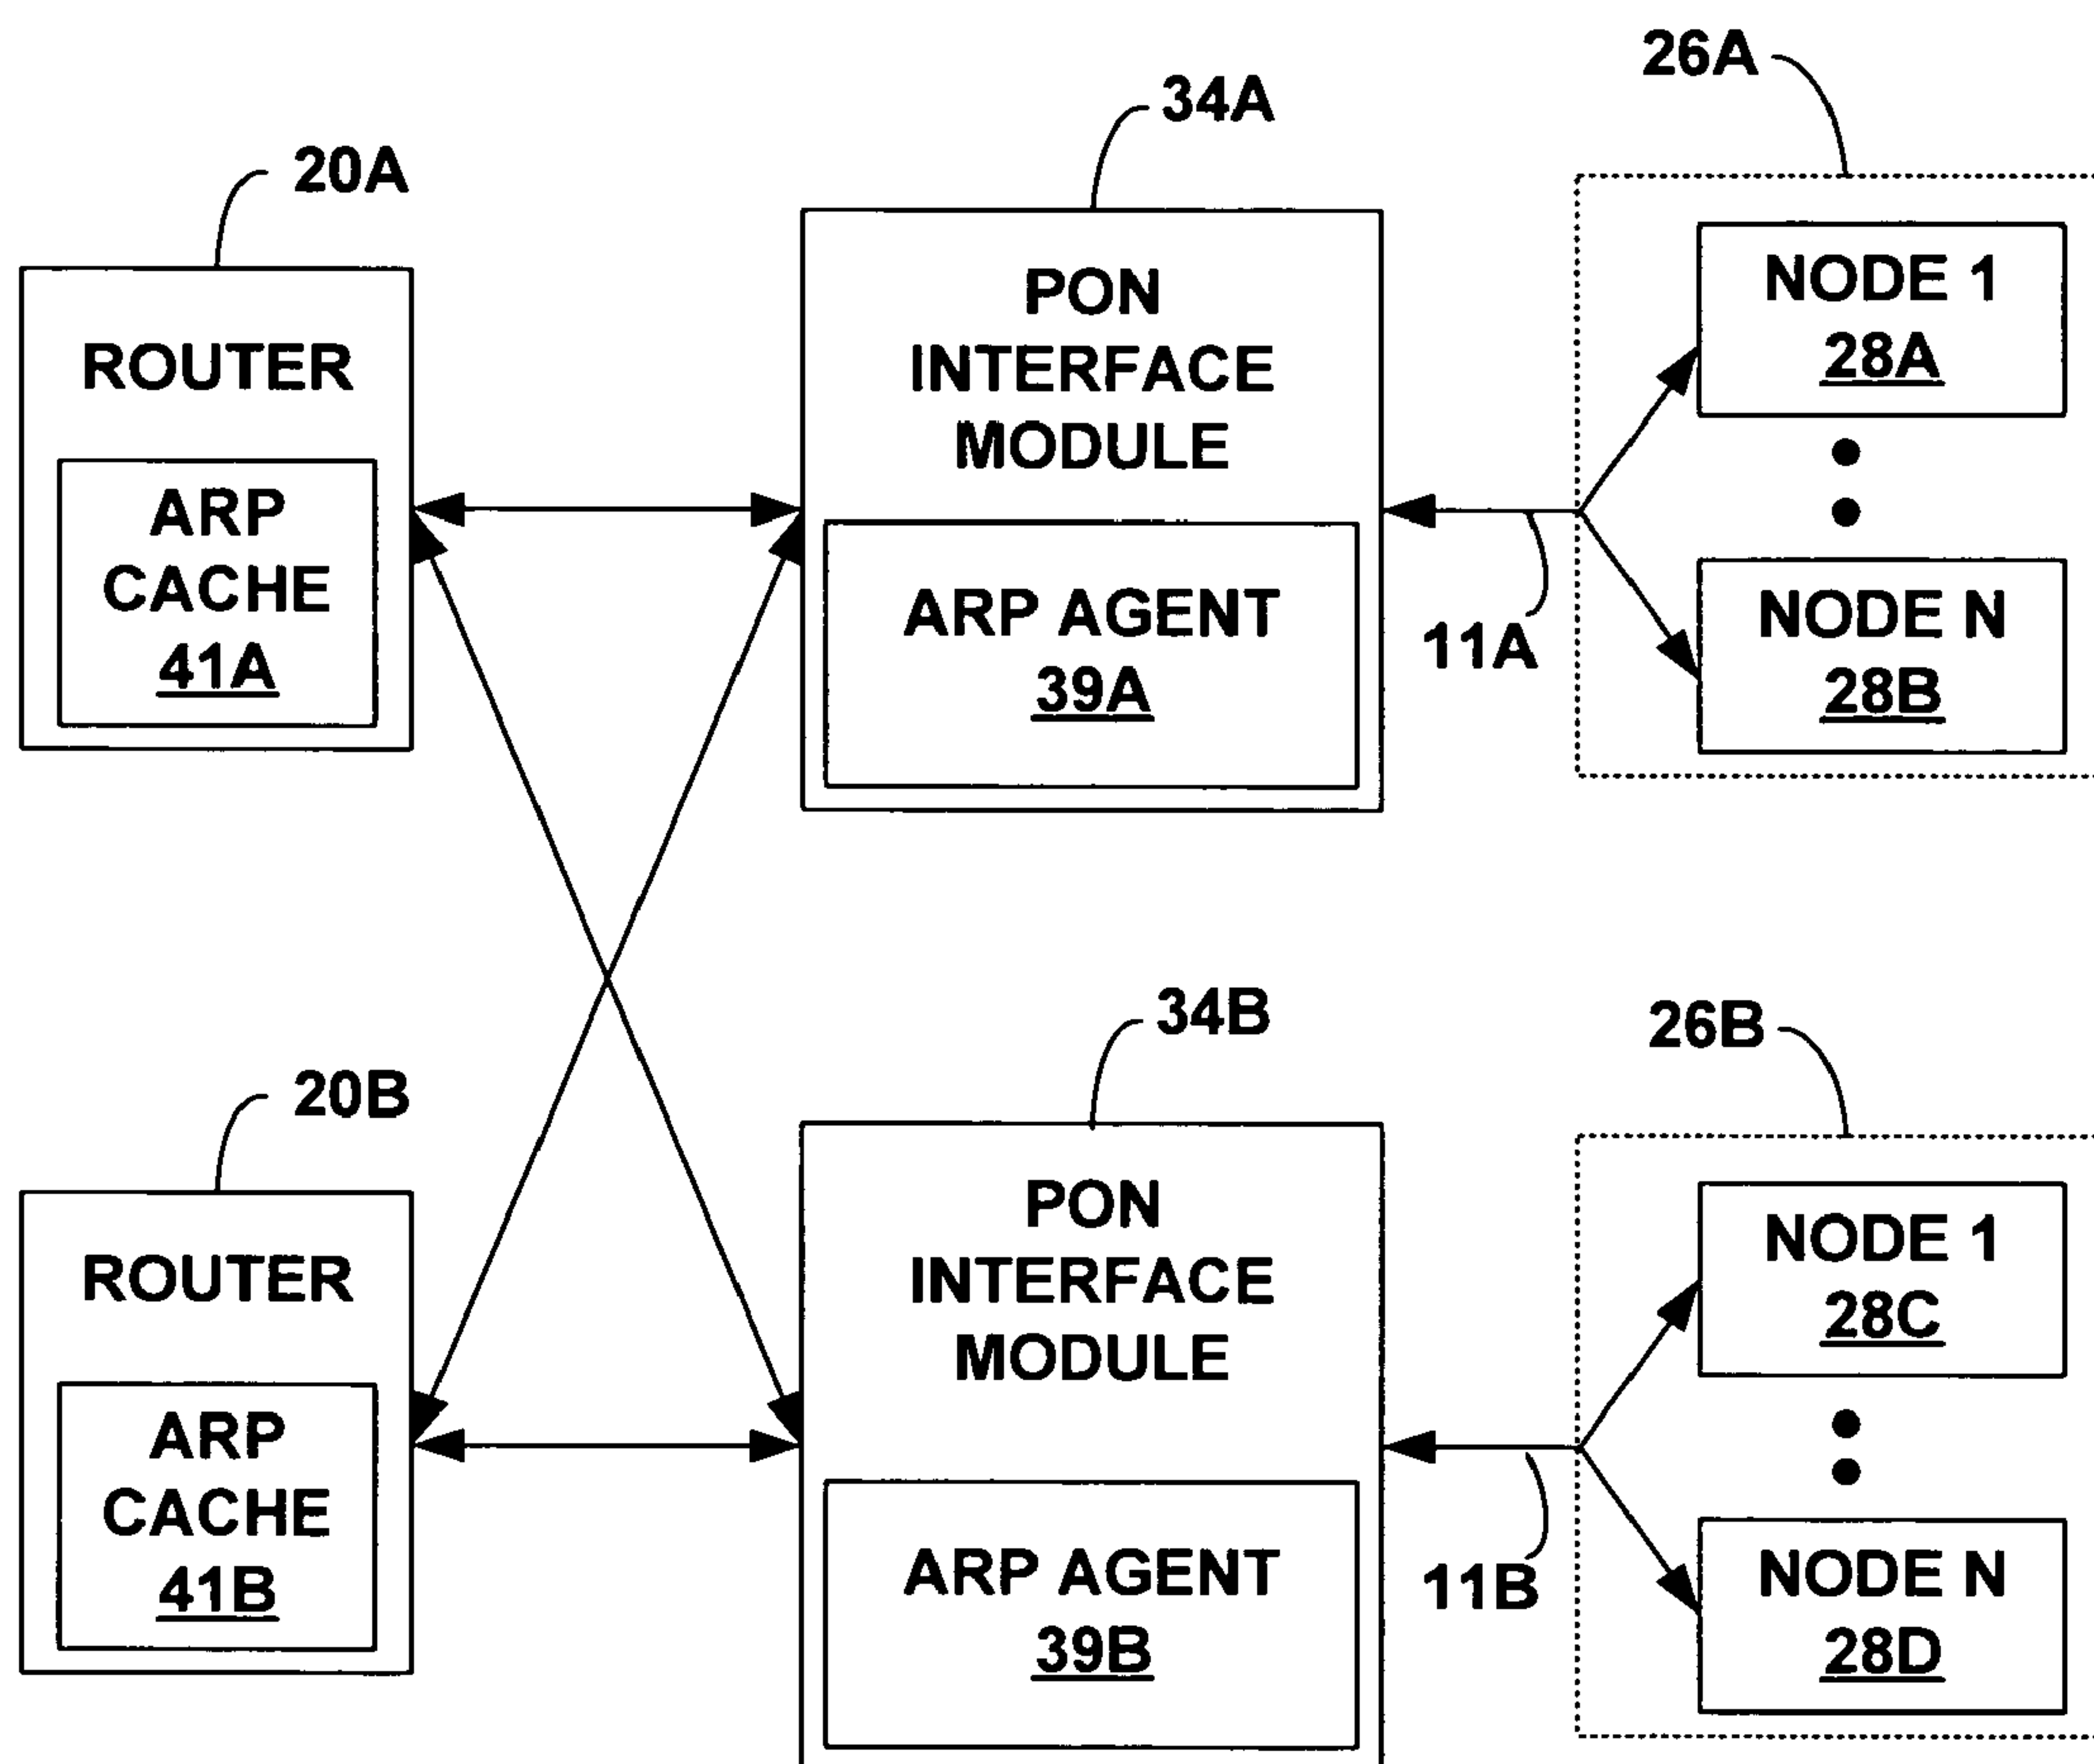 26A
34A
20A
ROUTER
ARP
CACHE
41A
PON
INTERFACE
MODULE
ARP AGENT
39A
11A
NODE 1
28A
NODE N
28B
34B
26B
20B
ROUTER
ARP
CACHE
41B
PON
INTERFACE
MODULE
ARP AGENT
39B
11B
NODE 1
28C
NODE N
28D